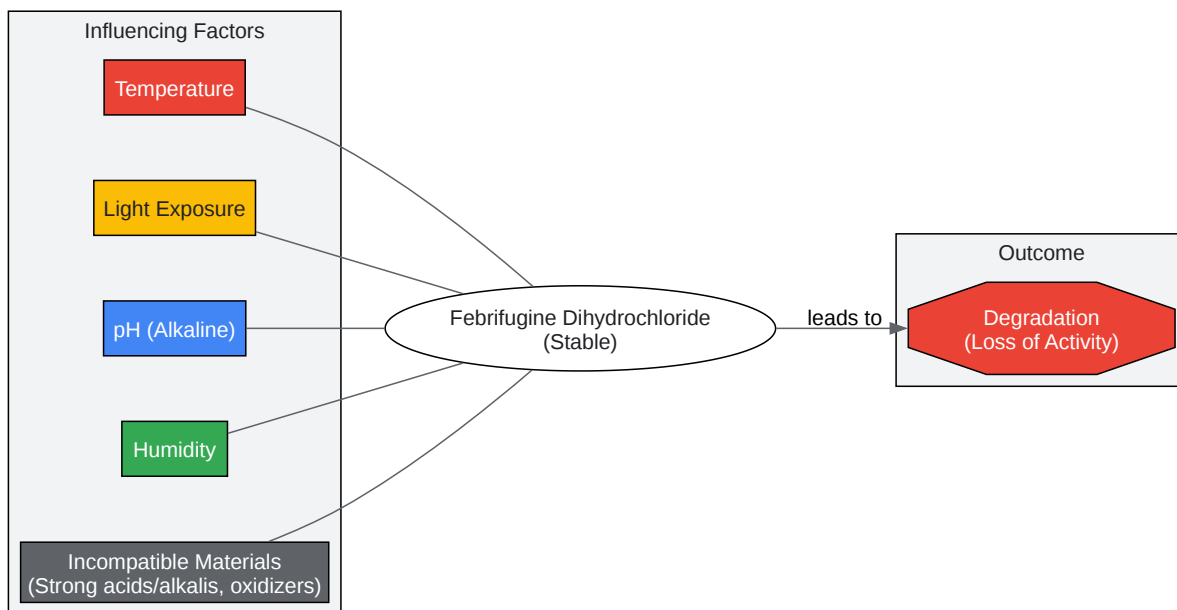 Influencing Factors
Temperature
Light Exposure
pH (Alkaline)
Humidity
Incompatible Materials
(Strong acids/alkalis, oxidizers)
Febrifugine Dihydrochloride
(Stable)
leads to
Outcome
Degradation
(Loss of Activity)